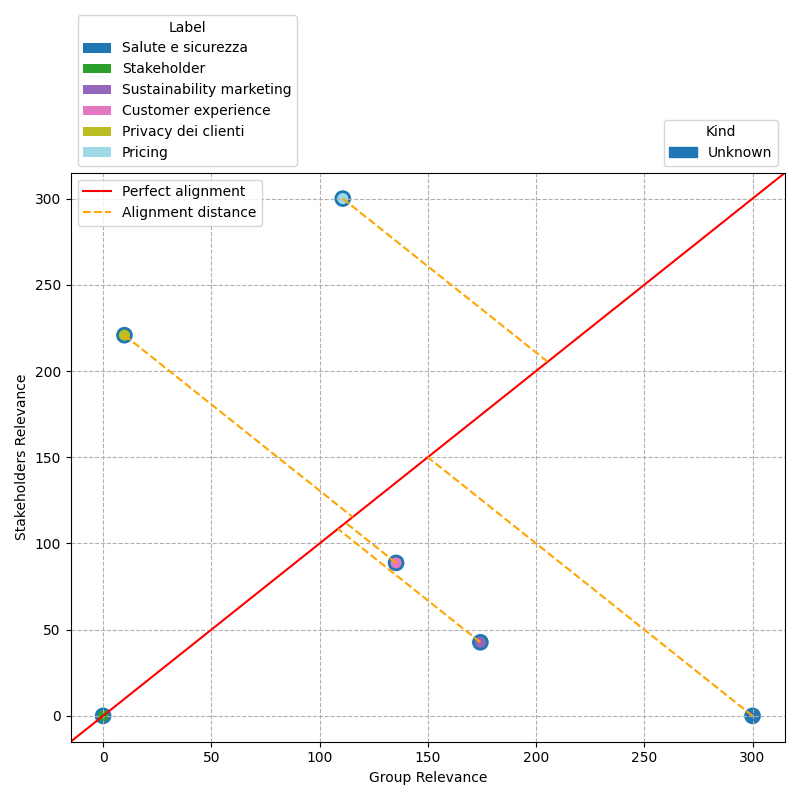 Label
Salute e sicurezza
Stakeholder
Sustainability marketing
Customer experience
Privacy dei clienti
Pricing
Kind
Unknown
Perfect alignment
Alignment distance
300
250
200
150
100
50
0
Stakeholders Relevance
0 50 100 150 200 250 300
Group Relevance